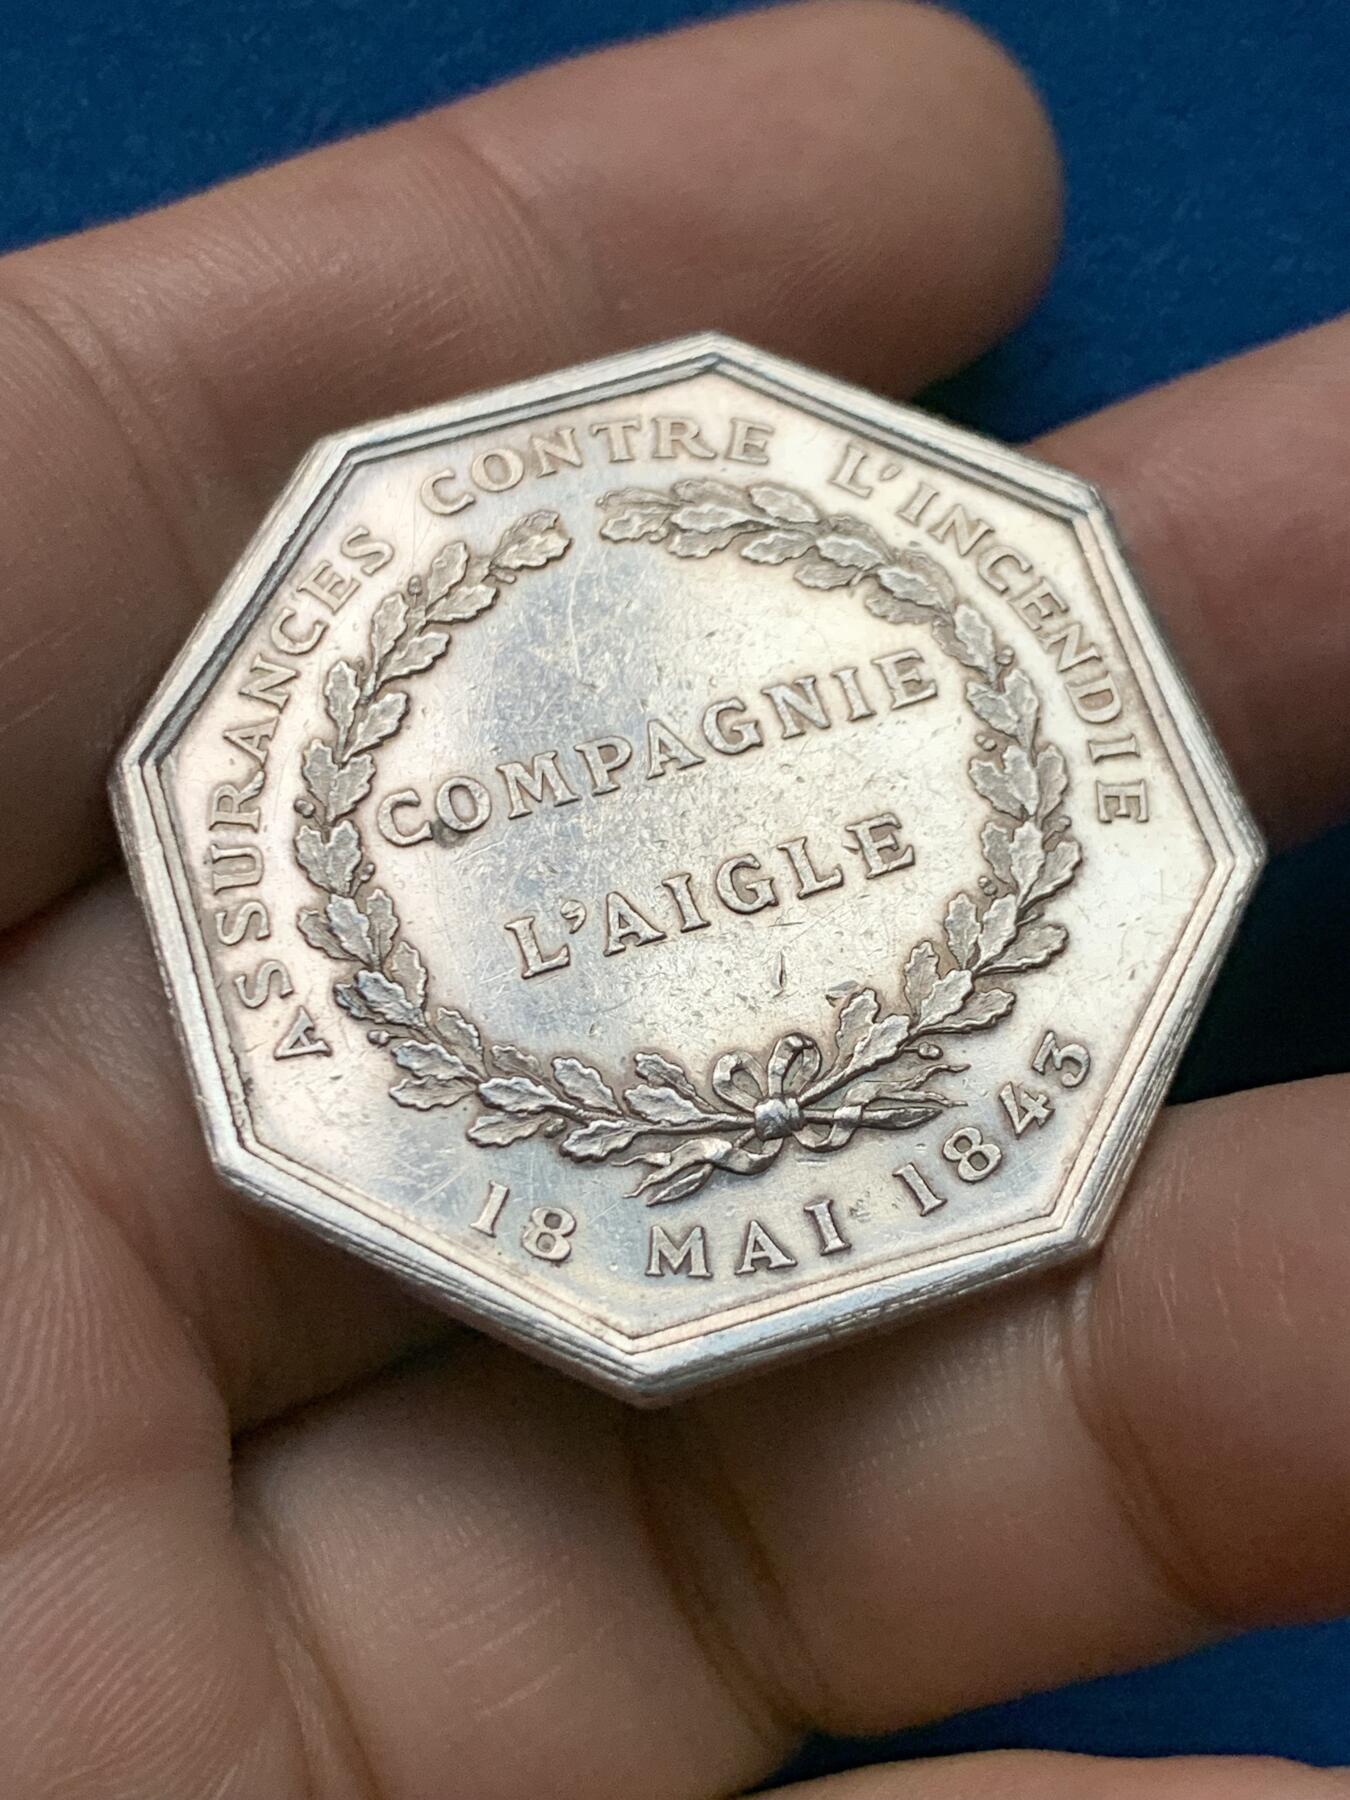 ASSURANCES CONTRE L'INCENDIE
COMPAGNIE
L'AIGLE
18 MAI 1843